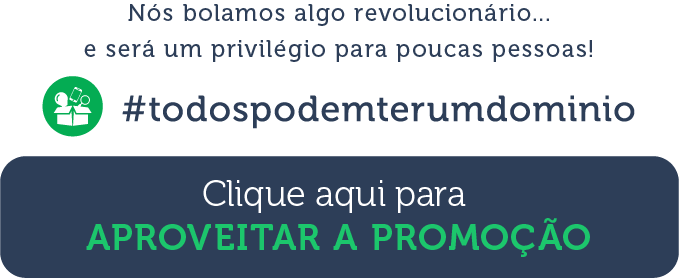 Nós bolamos algo revolucionário...
e será um privilégio para poucas pessoas!
#todospodemterumdominio
Clique aqui para
APROVEITAR A PROMOÇÃO